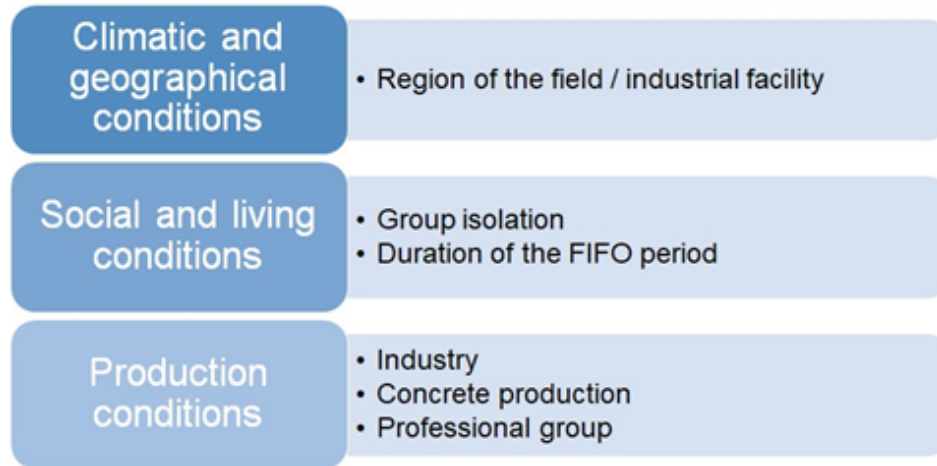 Climatic and
geographical
conditions
• Region of the field / industrial facility
Social and living
conditions
• Group isolation
• Duration of the FIFO period
Production
conditions
• Industry
• Concrete production
• Professional group